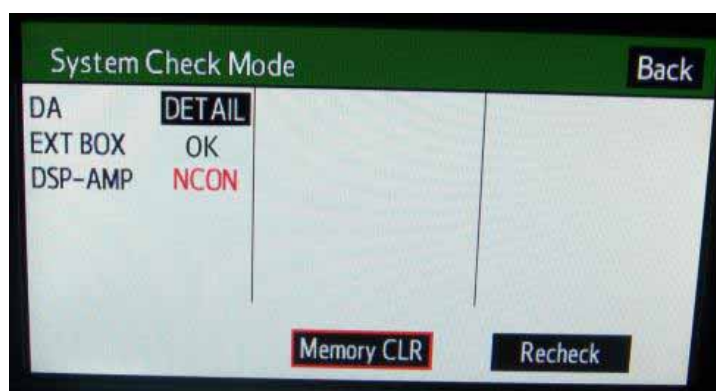 System Check Mode Back
DA DETAIL
EXT BOX OK
DSP-AMP NCON
Memory CLR Recheck